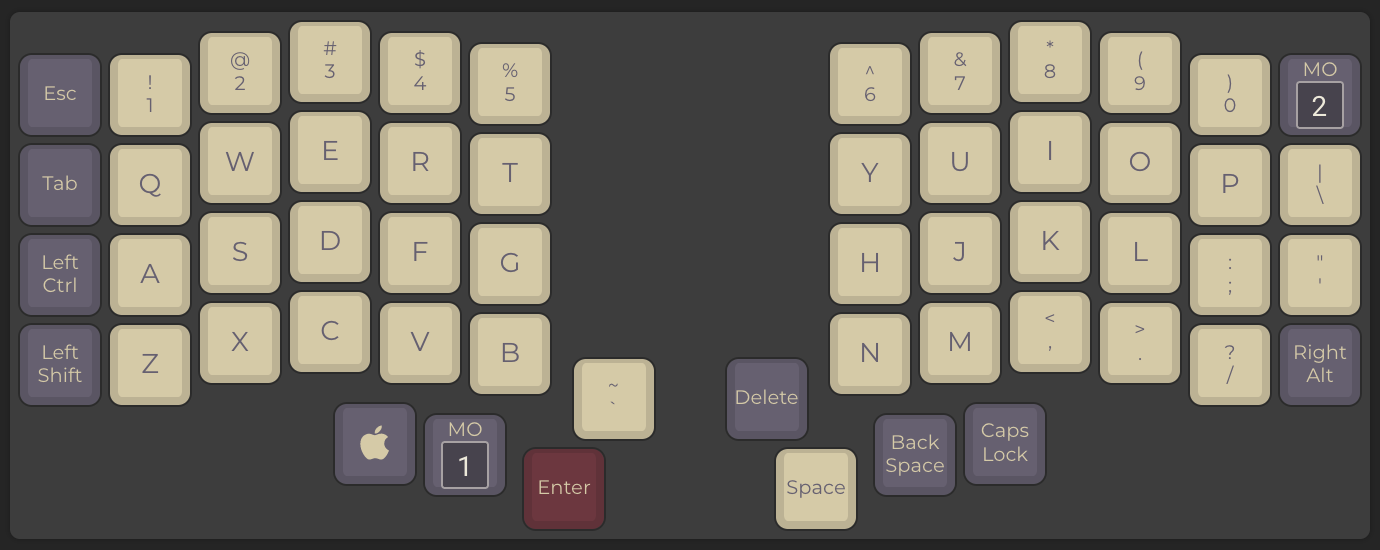 Esc
!
1
@
2
#
3
$
4
%
5
^
6
&
7
*
8
(
9
)
0
MO
2
Tab
Q
W
E
R
T
Y
U
I
O
P
|
\
Left
Ctrl
A
S
D
F
G
H
J
K
L
:
;
"
'
Left
Shift
Z
X
C
V
B
N
M
<
,
>
.
?
/
Right
Alt
MO
1
Enter
~
`
Delete
Space
Back
Space
Caps
Lock